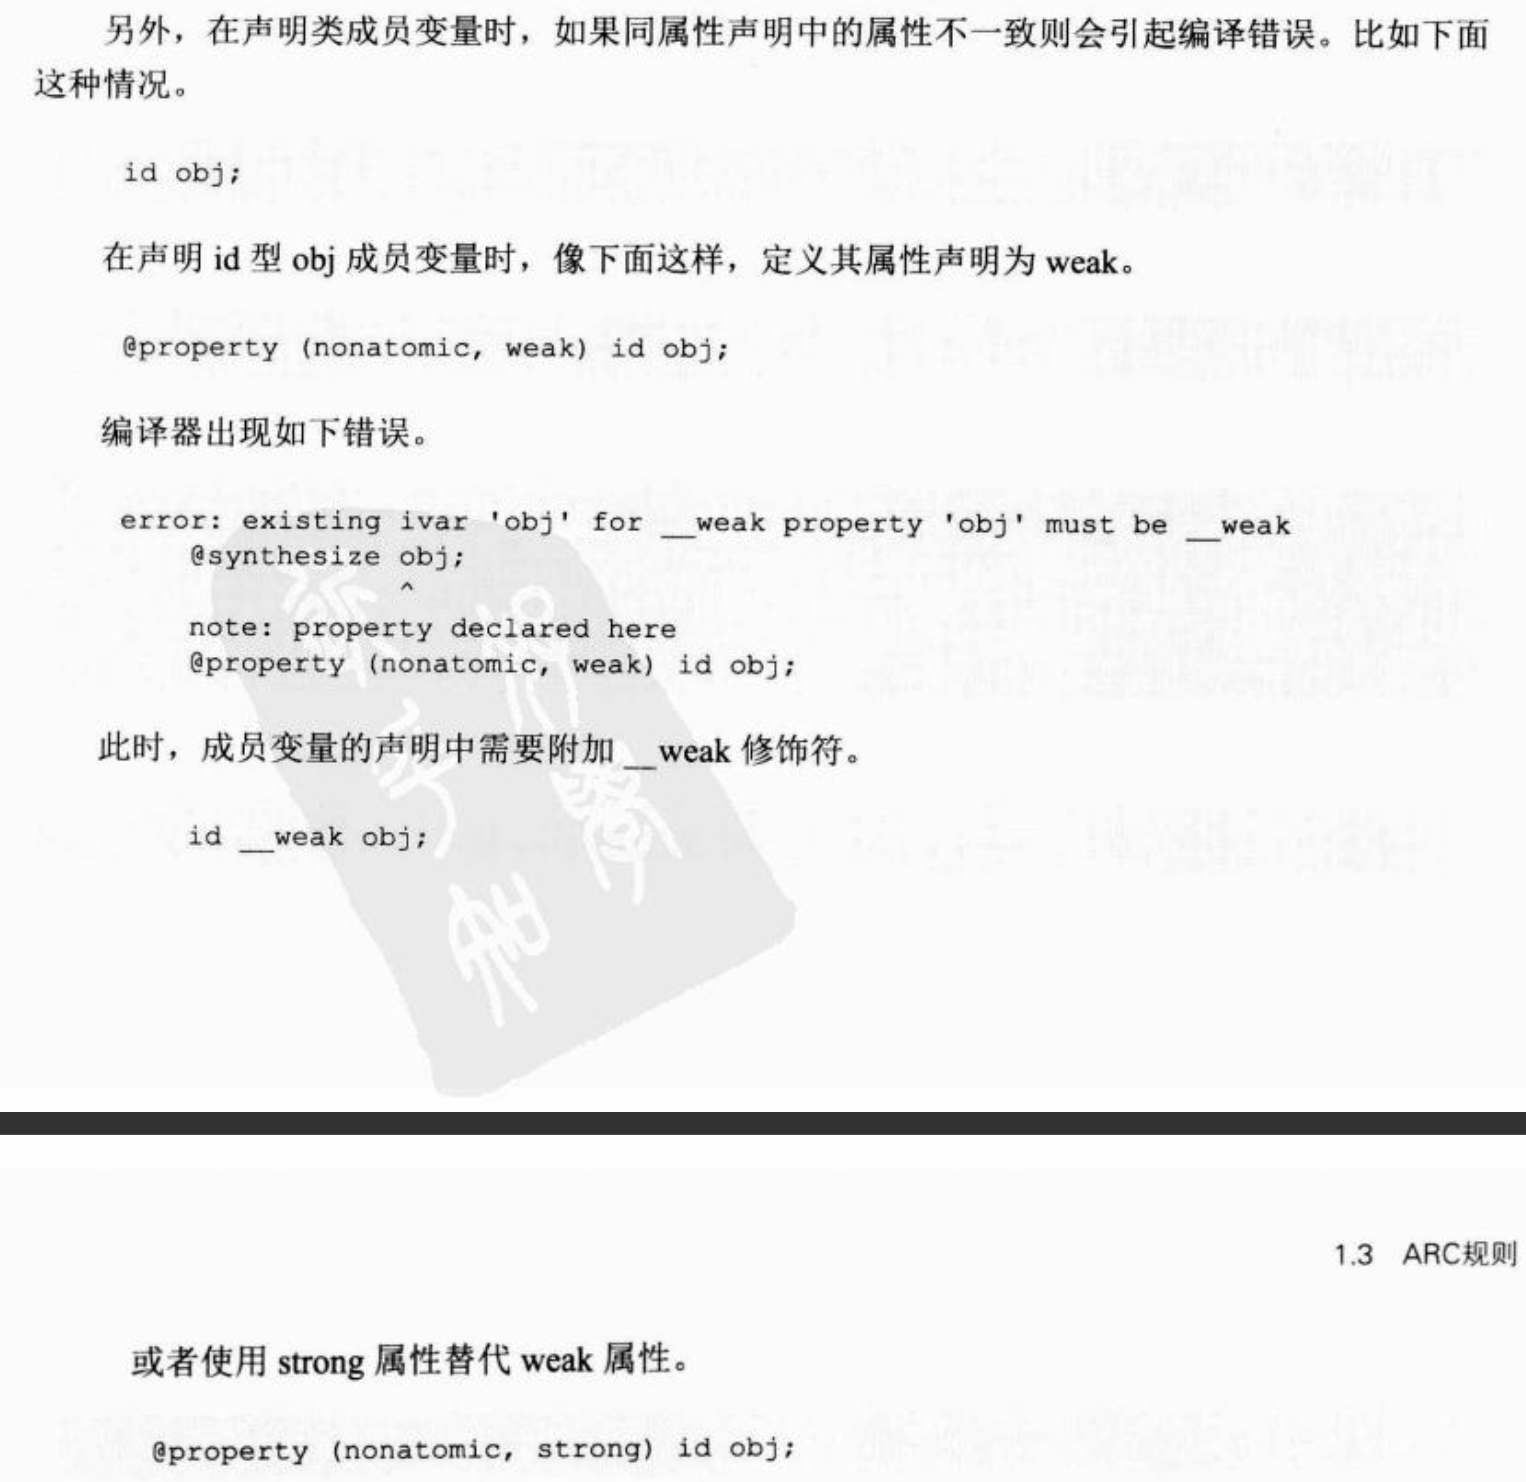 另外，在声明类成员变量时，如果同属性声明中的属性不一致则会引起编译错误。比如下面
这种情况。
id obj;
在声明 id 型 obj 成员变量时，像下面这样，定义其属性声明为 weak。
@property (nonatomic, weak) id obj;
编译器出现如下错误。
error: existing ivar 'obj' for __weak property 'obj' must be __weak
@synthesize obj;
^
note: property declared here
@property (nonatomic, weak) id obj;
此时，成员变量的声明中需要附加 __weak 修饰符。
id __weak obj;
1.3 ARC规则
或者使用 strong 属性替代 weak 属性。
@property (nonatomic, strong) id obj;